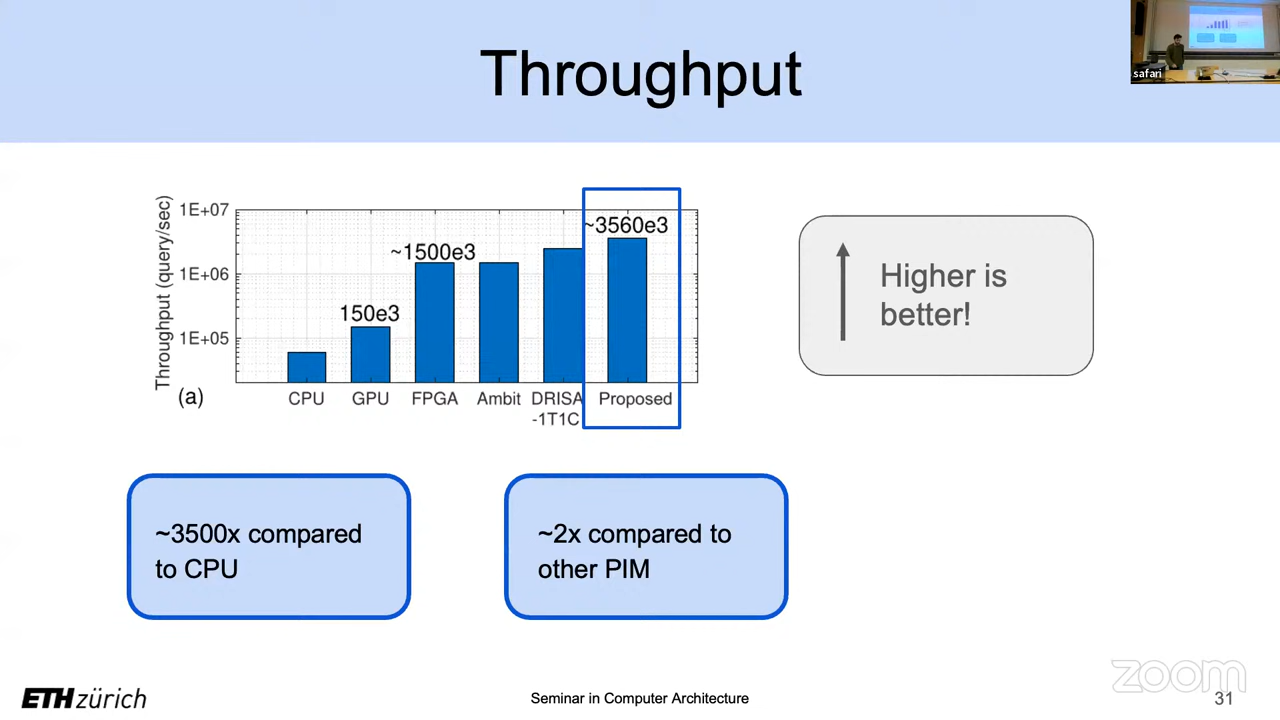 Throughput
safari
Throughput (query/sec)
1E+07
1E+06
1E+05
150e3
~1500e3
~3560e3
(a)
CPU
GPU
FPGA
Ambit
DRISA
-1T1C
Proposed
Higher is
better!
~3500x compared
to CPU
~2x compared to
other PIM
ETH zürich
Seminar in Computer Architecture
zoom
31